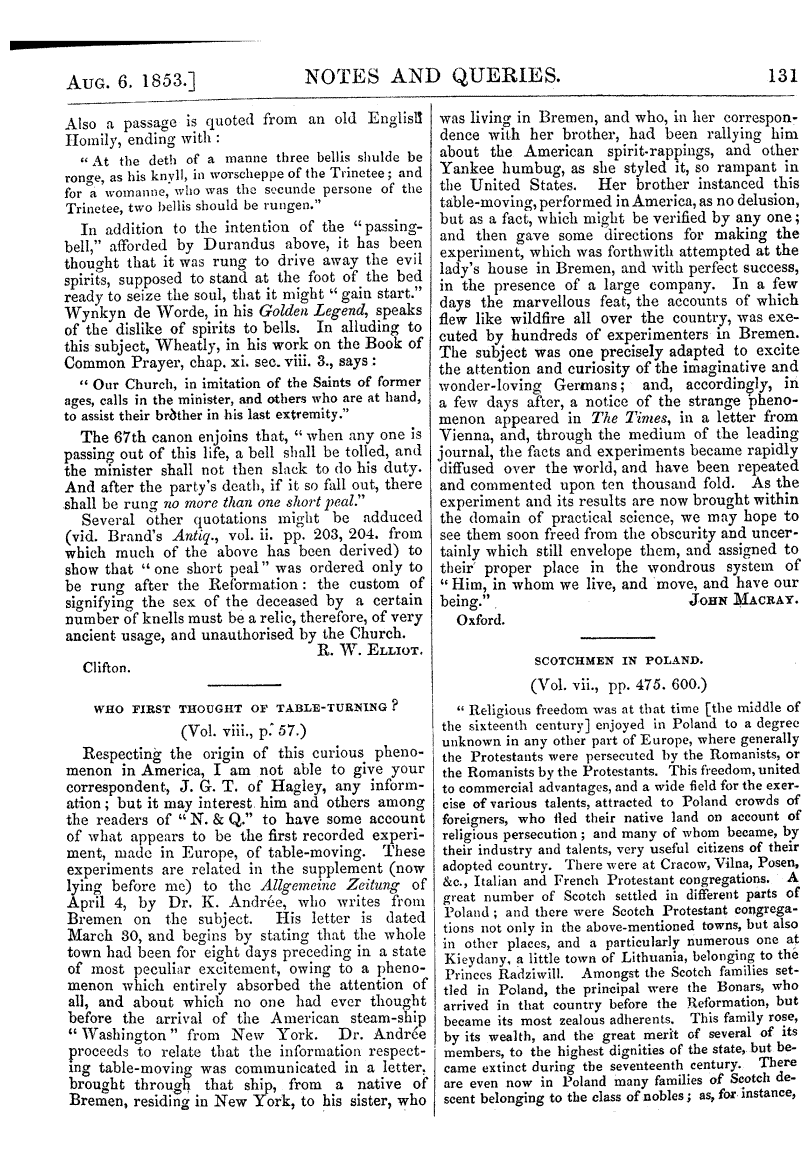 AUG. 6. 1853.] NOTES AND QUERIES. 131
Also a passage is quoted from an old English
Homily, ending with :
" At the deth of a manne three bellis shulde be
ronge, as his knyll, in worscheppe of the Trinetee ; and
for a womanne, who was the secunde persone of the
Trinetee, two bellis should be rungen."
In addition to the intention of the " passing-
bell," afforded by Durandus above, it has been
thought that it was rung to drive away the evil
spirits, supposed to stand at the foot of the bed
ready to seize the soul, that it might " gain start."
Wynkyn de Worde, in his Golden Legend, speaks
of the dislike of spirits to bells. In alluding to
this subject, Wheatly, in his work on the Book of
Common Prayer, chap. xi. sec. viii. 3., says :
" Our Church, in imitation of the Saints of former
ages, calls in the minister, and others who are at hand,
to assist their brother in his last extremity."
The 67th canon enjoins that, " when any one is
passing out of this life, a bell shall be tolled, and
the minister shall not then slack to do his duty.
And after the party's death, if it so fall out, there
shall be rung no more than one short peal."
Several other quotations might be adduced
(vid. Brand's Antiq., vol. ii. pp. 203, 204. from
which much of the above has been derived) to
show that " one short peal " was ordered only to
be rung after the Reformation : the custom of
signifying the sex of the deceased by a certain
number of knells must be a relic, therefore, of very
ancient usage, and unauthorised by the Church.
R. W. ELLIOT.
Clifton.
WHO FIRST THOUGHT OF TABLE-TURNING ?
(Vol. viii., p. 57.)
Respecting the origin of this curious pheno-
menon in America, I am not able to give your
correspondent, J. G. T. of Hagley, any inform-
ation ; but it may interest him and others among
the readers of " N. & Q." to have some account
of what appears to be the first recorded experi-
ment, made in Europe, of table-moving. These
experiments are related in the supplement (now
lying before me) to the Allgemeine Zeitung of
April 4, by Dr. K. Andrée, who writes from
Bremen on the subject. His letter is dated
March 30, and begins by stating that the whole
town had been for eight days preceding in a state
of most peculiar excitement, owing to a pheno-
menon which entirely absorbed the attention of
all, and about which no one had ever thought
before the arrival of the American steam-ship
" Washington " from New York. Dr. Andrée
proceeds to relate that the information respect-
ing table-moving was communicated in a letter,
brought through that ship, from a native of
Bremen, residing in New York, to his sister, who
was living in Bremen, and who, in her correspon-
dence with her brother, had been rallying him
about the American spirit-rappings, and other
Yankee humbug, as she styled it, so rampant in
the United States. Her brother instanced this
table-moving, performed in America, as no delusion,
but as a fact, which might be verified by any one ;
and then gave some directions for making the
experiment, which was forthwith attempted at the
lady's house in Bremen, and with perfect success,
in the presence of a large company. In a few
days the marvellous feat, the accounts of which
flew like wildfire all over the country, was exe-
cuted by hundreds of experimenters in Bremen.
The subject was one precisely adapted to excite
the attention and curiosity of the imaginative and
wonder-loving Germans ; and, accordingly, in
a few days after, a notice of the strange pheno-
menon appeared in The Times, in a letter from
Vienna, and, through the medium of the leading
journal, the facts and experiments became rapidly
diffused over the world, and have been repeated
and commented upon ten thousand fold. As the
experiment and its results are now brought within
the domain of practical science, we may hope to
see them soon freed from the obscurity and uncer-
tainly which still envelope them, and assigned to
their proper place in the wondrous system of
" Him, in whom we live, and move, and have our
being." JOHN MACRAY.
Oxford.
SCOTCHMEN IN POLAND.
(Vol. vii., pp. 475. 600.)
" Religious freedom was at that time [the middle of
the sixteenth century] enjoyed in Poland to a degree
unknown in any other part of Europe, where generally
the Protestants were persecuted by the Romanists, or
the Romanists by the Protestants. This freedom, united
to commercial advantages, and a wide field for the exer-
cise of various talents, attracted to Poland crowds of
foreigners, who fled their native land on account of
religious persecution ; and many of whom became, by
their industry and talents, very useful citizens of their
adopted country. There were at Cracow, Vilna, Posen,
&c., Italian and French Protestant congregations. A
great number of Scotch settled in different parts of
Poland ; and there were Scotch Protestant congrega-
tions not only in the above-mentioned towns, but also
in other places, and a particularly numerous one at
Kieydany, a little town of Lithuania, belonging to the
Princes Radziwill. Amongst the Scotch families set-
tled in Poland, the principal were the Bonars, who
arrived in that country before the Reformation, but
became its most zealous adherents. This family rose,
by its wealth, and the great merit of several of its
members, to the highest dignities of the state, but be-
came extinct during the seventeenth century. There
are even now in Poland many families of Scotch de-
scent belonging to the class of nobles ; as, for instance,